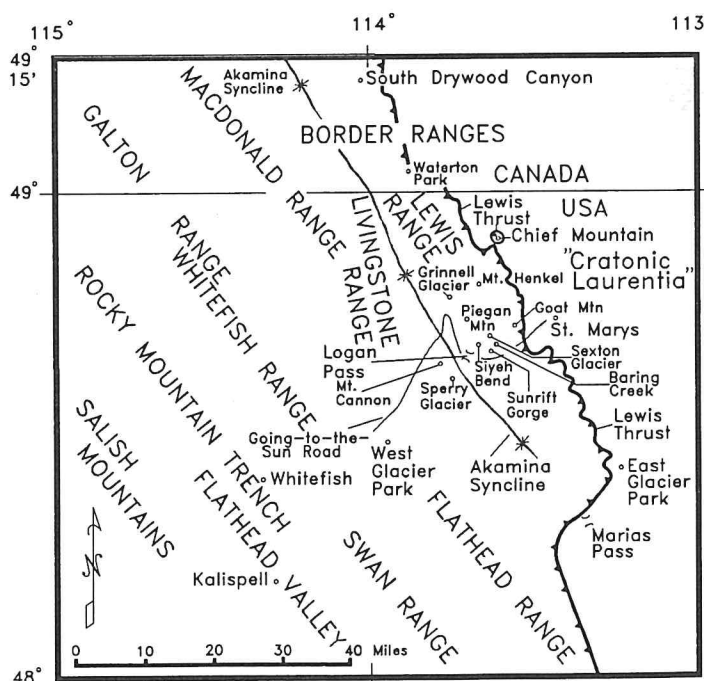 115°
114°
113
49°
15'
Akamina
Syncline
South Drywood Canyon
MACDONALD RANGE
GALTON
RANGE
BORDER RANGES
Waterton
Park
CANADA
49°
USA
Lewis
Thrust
LEWIS
RANGE
LIVINGSTONE
RANGE
Chief Mountain
"Cratonic
Laurentia"
Grinnell
Glacier
Mt. Henkel
WHITEFISH RANGE
Piegan
Mtn
Goat Mtn
St. Marys
ROCKY MOUNTAIN TRENCH
Logan
Pass
Mt.
Cannon
Siyeh
Bend
Sexton
Glacier
Baring
Creek
Sperry
Glacier
Sunrift
Gorge
Lewis
Thrust
SALISH
MOUNTAINS
Going-to-the-
Sun Road
West
Glacier
Park
Akamina
Syncline
East
Glacier
Park
Whitefish
FLATHEAD VALLEY
FLATHEAD RANGE
Marias
Pass
SWAN RANGE
N
Kalispell
0 10 20 30 40 Miles
48°